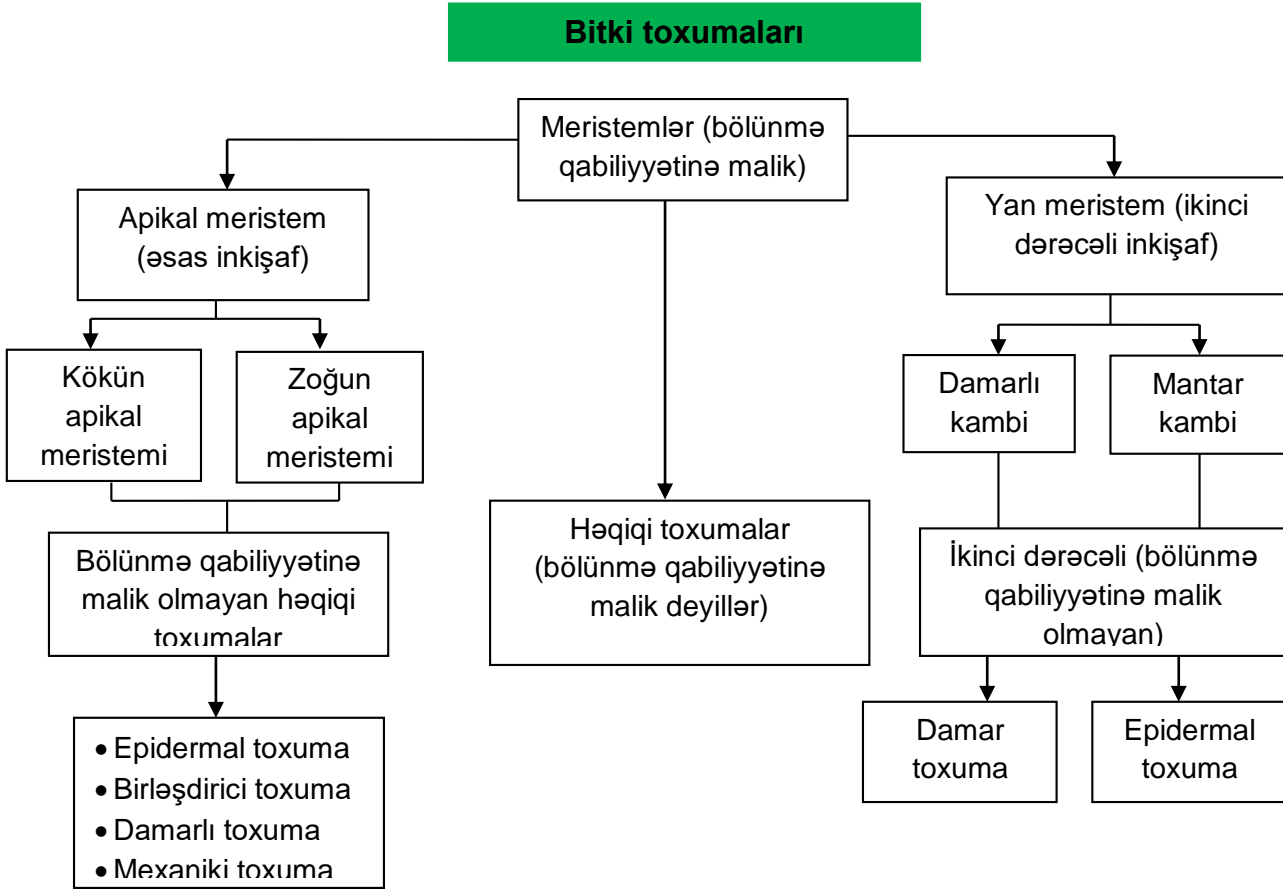 Bitki toxumaları
Meristemlər (bölünmə
qabiliyyətinə malik)
Apikal meristem
(əsas inkişaf)
Yan meristem (ikinci
dərəcəli inkişaf)
Kökün
apikal
meristemi
Zoğun
apikal
meristemi
Damarlı
kambi
Mantar
kambi
Bölünmə qabiliyyətinə
malik olmayan həqiqi
toxumalar
Həqiqi toxumalar
(bölünmə qabiliyyətinə
malik deyillər)
İkinci dərəcəli (bölünmə
qabiliyyətinə malik
olmayan)
• Epidermal toxuma
• Birləşdirici toxuma
• Damarlı toxuma
• Mexaniki toxuma
Damar
toxuma
Epidermal
toxuma